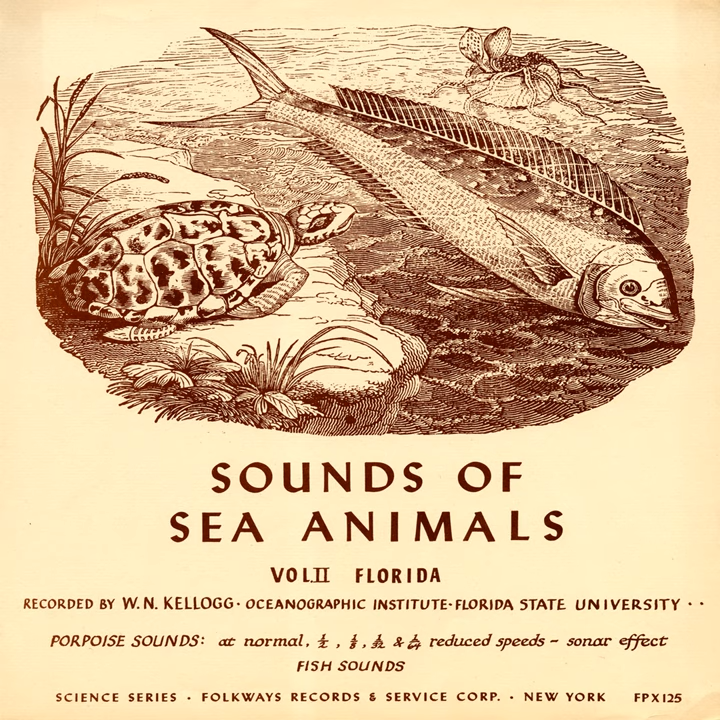 SOUNDS OF
SEA ANIMALS
VOL.II FLORIDA
RECORDED BY W.N. KELLOGG · OCEANOGRAPHIC INSTITUTE · FLORIDA STATE UNIVERSITY · ·
PORPOISE SOUNDS: at normal, ½, ⅛, 1/32 & 1/64 reduced speeds ~ sonar effect
FISH SOUNDS
SCIENCE SERIES · FOLKWAYS RECORDS & SERVICE CORP. · NEW YORK FPX125